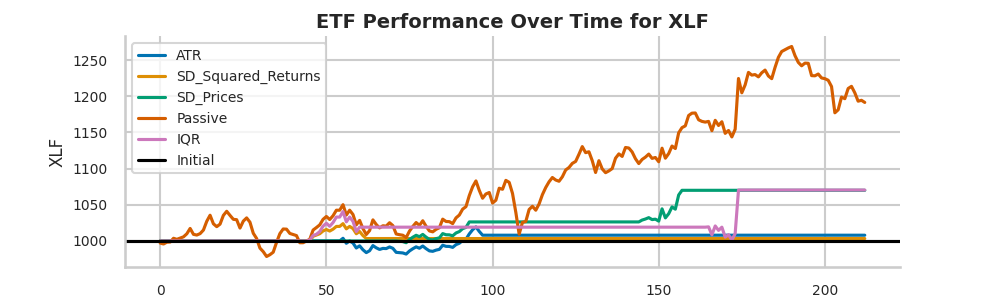 ETF Performance Over Time for XLF
XLF
1250
1200
1150
1100
1050
1000
ATR
SD_Squared_Returns
SD_Prices
Passive
IQR
Initial
0 50 100 150 200